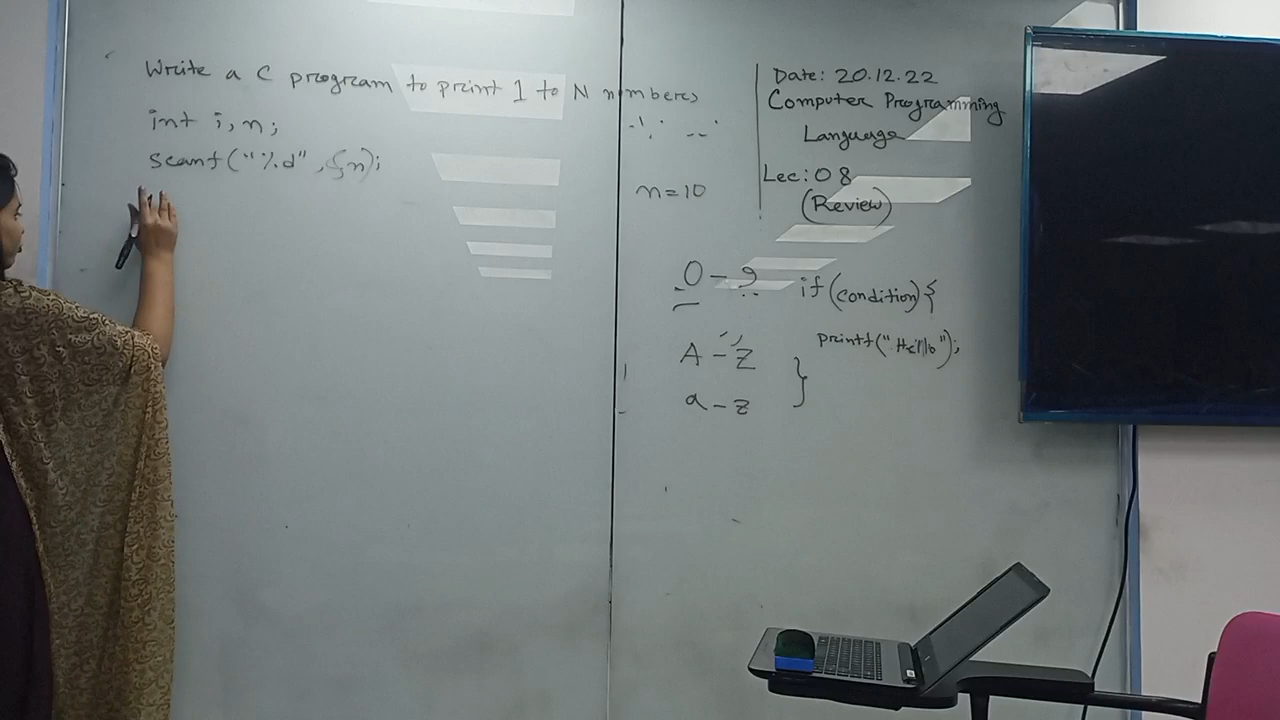 Write a C program to print 1 to N numbers
int i, n;
scanf("%d", &n);
n=10
Date: 20.12.22
Computer Programming
Language
Lec: 08
(Review)
0-9
A-Z
a-z
if(condition){
printf("Hello");
}